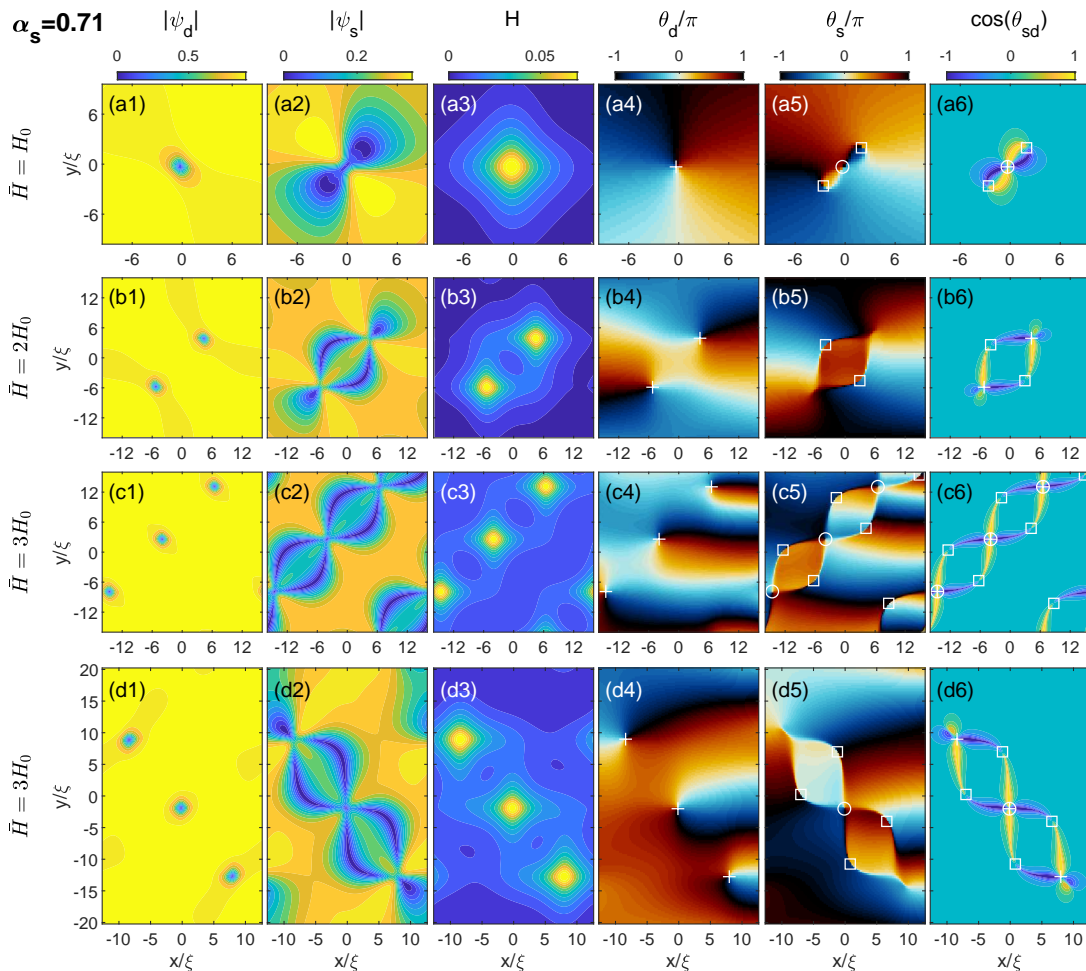 α_s=0.71
|ψ_d| |ψ_s| H θ_d/π θ_s/π cos(θ_sd)
0 0.5 0 0.2 0 0.05 -1 0 1 -1 0 1 -1 0 1
H̄ = H_0
y/ξ
6
0
-6
(a1) (a2) (a3) (a4) (a5) (a6)
-6 0 6 -6 0 6 -6 0 6 -6 0 6 -6 0 6 -6 0 6
H̄ = 2H_0
y/ξ
12
6
0
-6
-12
(b1) (b2) (b3) (b4) (b5) (b6)
-12 -6 0 6 12 -12 -6 0 6 12 -12 -6 0 6 12 -12 -6 0 6 12 -12 -6 0 6 12 -12 -6 0 6 12
H̄ = 3H_0
y/ξ
12
6
0
-6
-12
(c1) (c2) (c3) (c4) (c5) (c6)
-12 -6 0 6 12 -12 -6 0 6 12 -12 -6 0 6 12 -12 -6 0 6 12 -12 -6 0 6 12 -12 -6 0 6 12
H̄ = 3H_0
y/ξ
20
15
10
5
0
-5
-10
-15
-20
(d1) (d2) (d3) (d4) (d5) (d6)
-10 -5 0 5 10 -10 -5 0 5 10 -10 -5 0 5 10 -10 -5 0 5 10 -10 -5 0 5 10 -10 -5 0 5 10
x/ξ x/ξ x/ξ x/ξ x/ξ x/ξ